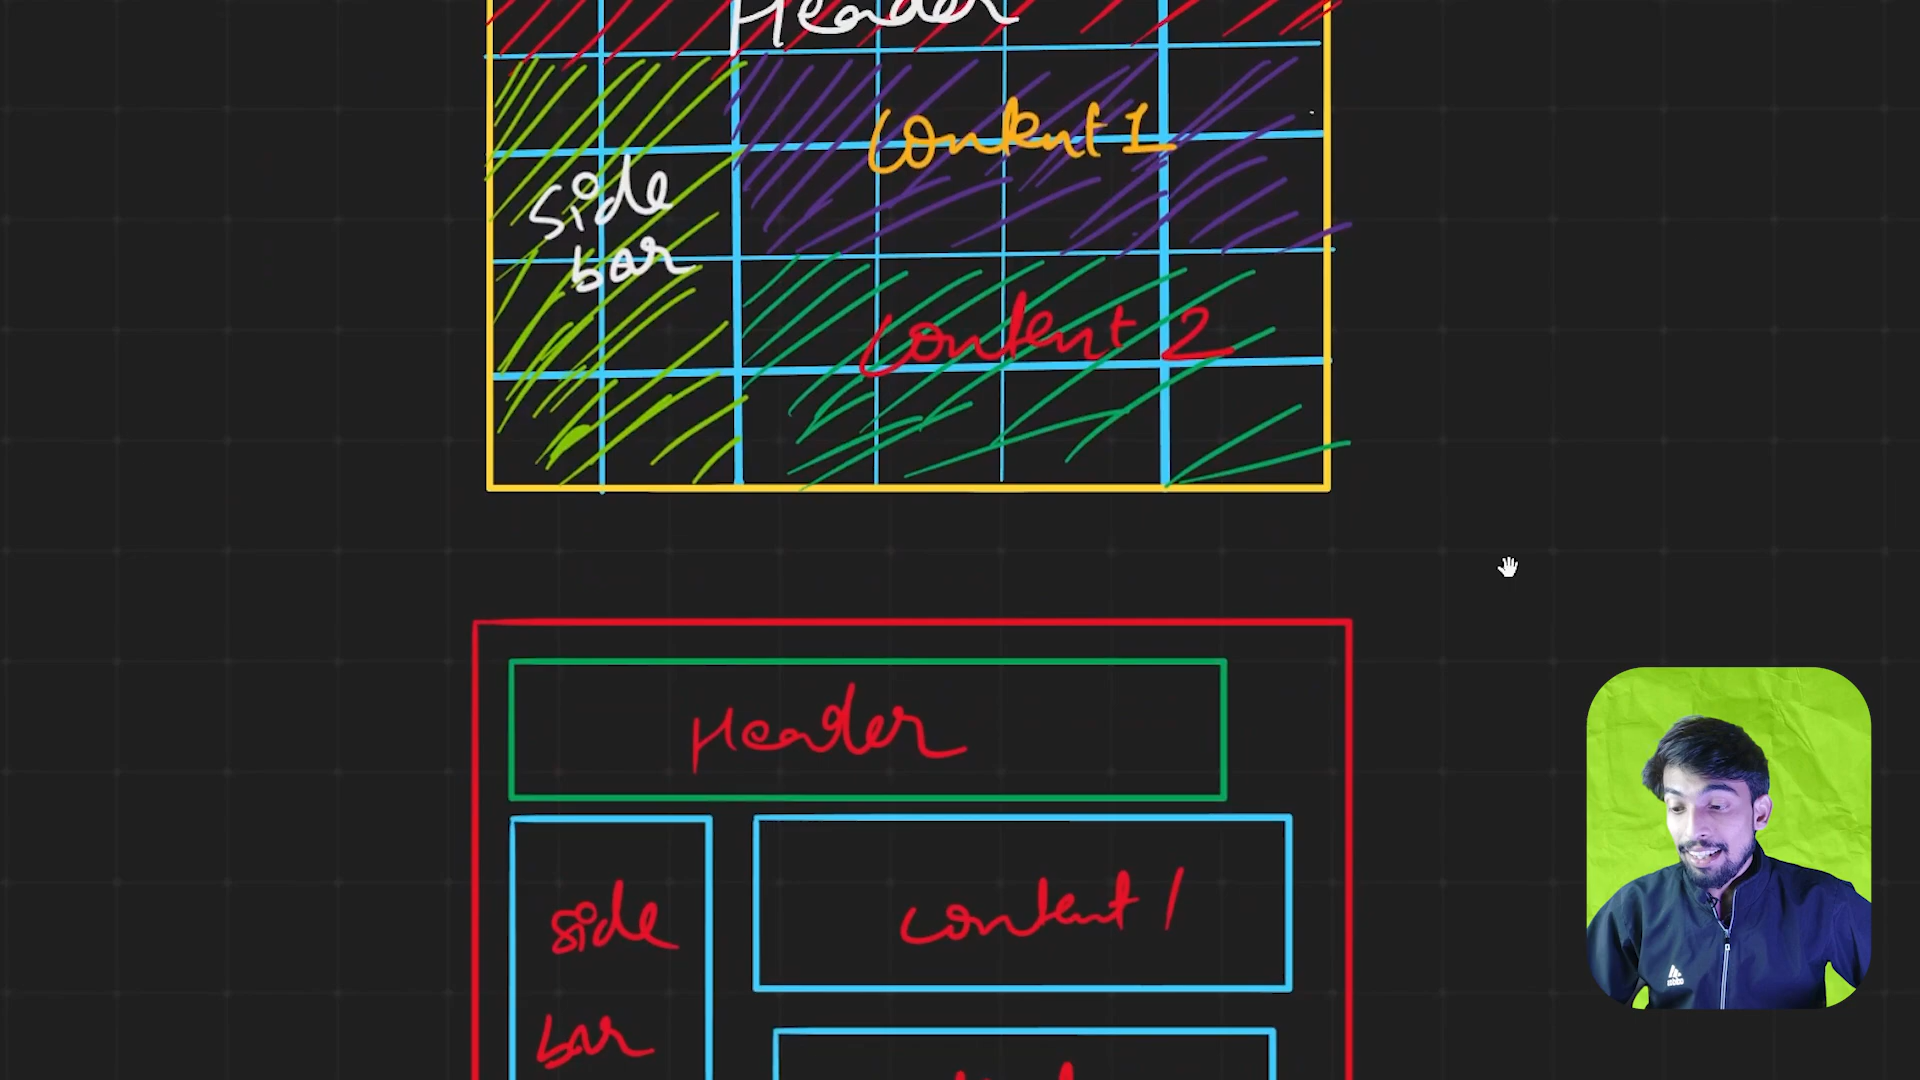 Header
Content 1
side
bar
Content 2
Header
side
content 1
bar